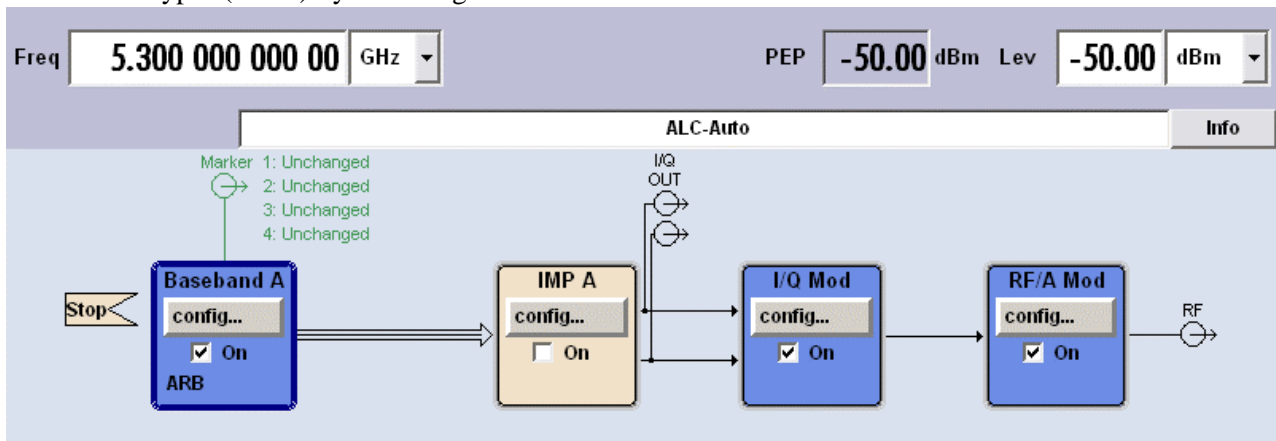 Freq 5.300 000 000 00 GHz PEP -50.00 dBm Lev -50.00 dBm
ALC-Auto Info
Marker 1: Unchanged
2: Unchanged
3: Unchanged
4: Unchanged
I/Q
OUT
Stop
Baseband A
config...
On
ARB
IMP A
config...
On
I/Q Mod
config...
On
RF/A Mod
config...
On
RF